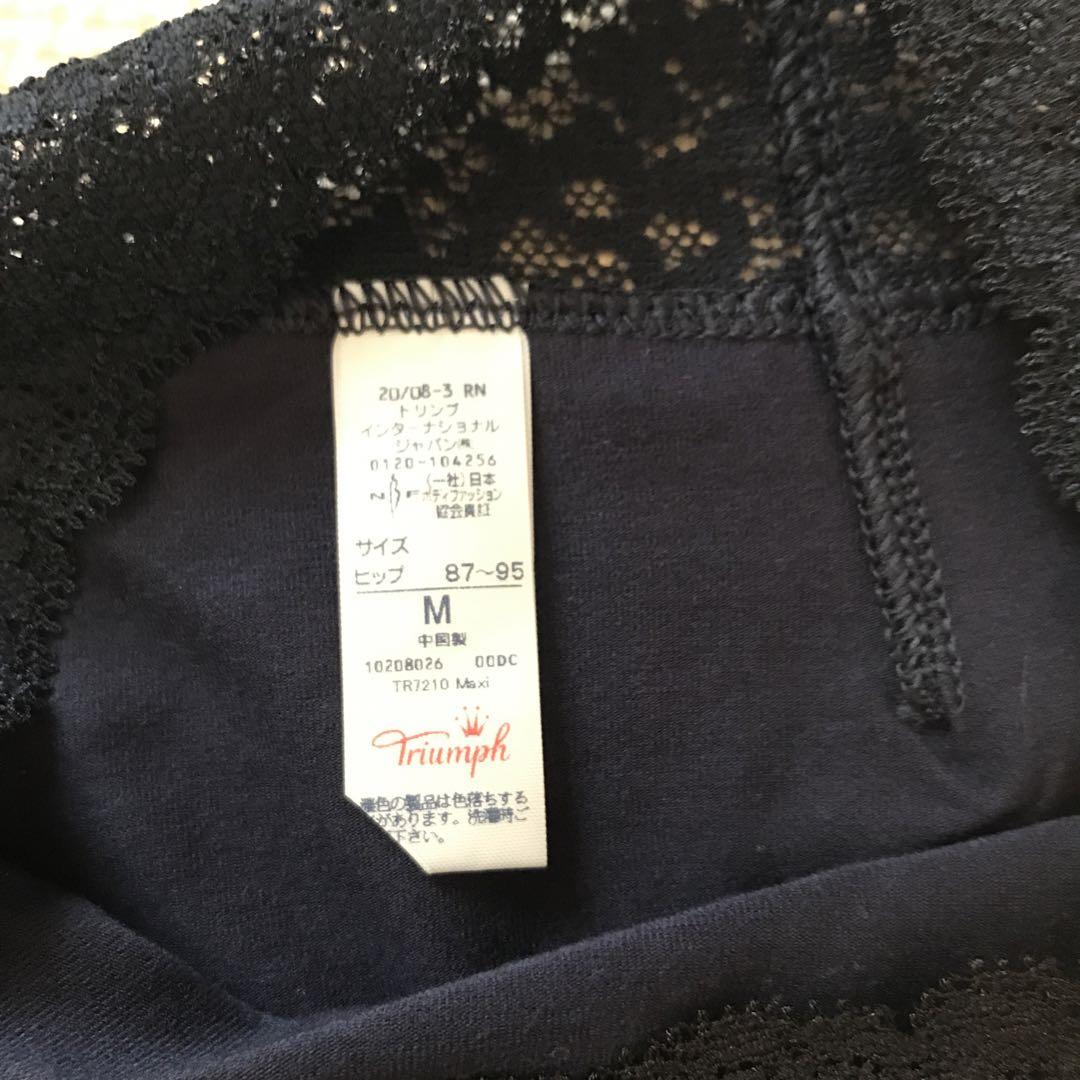 20/08-3 RN
トリンプ
インターナショナル
ジャパン㈱
0120-104256
(一社)日本
ボディファッション
協会員証
サイズ
ヒップ 87~95
M
中国製
10208026 00DC
TR7210 Maxi
Triumph
色の製品は色落ちする
があります。洗濯時ご
下さい。